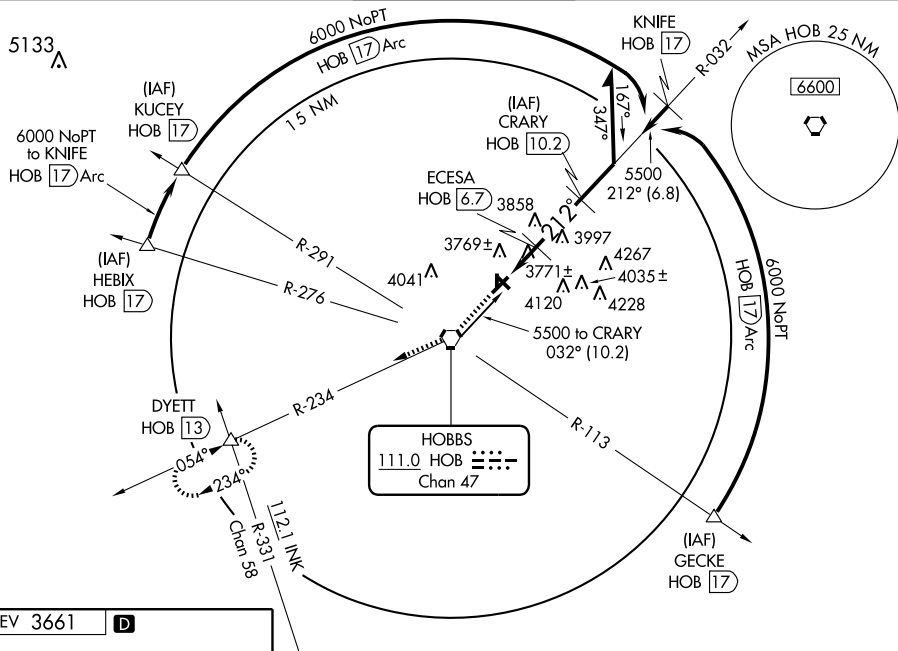 5133
6000 NoPT
HOB 17 Arc
KNIFE
HOB 17
R-032
MSA HOB 25 NM
6600
(IAF)
KUCEY
HOB 17
15 NM
347°
167°
(IAF)
CRARY
HOB 10.2
6000 NoPT
to KNIFE
HOB 17 Arc
ECESA
HOB 6.7
5500
212° (6.8)
212°
3858
3997
3769±
3771±
4267
4035±
4041
4120
4228
R-291
R-276
(IAF)
HEBIX
HOB 17
6000 NoPT
HOB 17 Arc
5500 to CRARY
032° (10.2)
R-234
R-113
DYETT
HOB 13
054°
234°
HOBBS
111.0 HOB
Chan 47
112.1 INK
Chan 58
R-331
(IAF)
GECKE
HOB 17
EV 3661 D